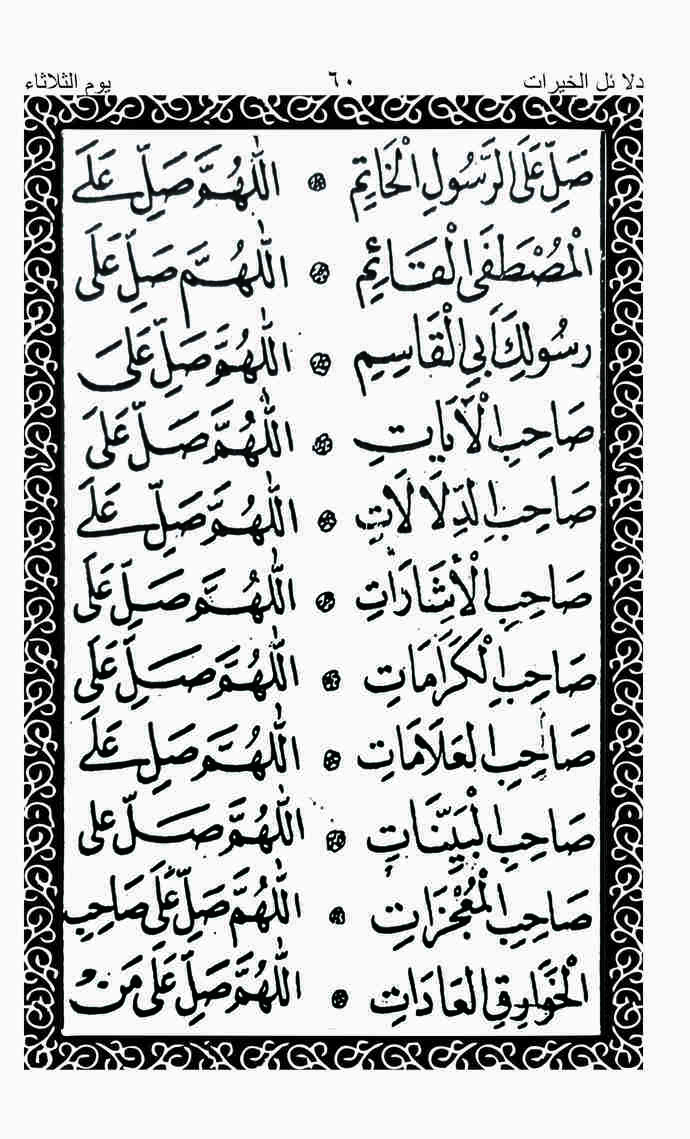 دلائل الخيرات ٦٠ يوم الثلاثاء
صَلِّ عَلَى الرَّسُولِ الْخَاتِمِ ۞ اَللّٰهُمَّ صَلِّ عَلَى
الْمُصْطَفَى الْقَائِمِ ۞ اَللّٰهُمَّ صَلِّ عَلَى
رَسُولِكَ اَبِي الْقَاسِمِ ۞ اَللّٰهُمَّ صَلِّ عَلَى
صَاحِبِ الْاٰيَاتِ ۞ اَللّٰهُمَّ صَلِّ عَلَى
صَاحِبِ الدِّلَالَاتِ ۞ اَللّٰهُمَّ صَلِّ عَلَى
صَاحِبِ الْأِشَارَاتِ ۞ اَللّٰهُمَّ صَلِّ عَلَى
صَاحِبِ الْكَرَامَاتِ ۞ اَللّٰهُمَّ صَلِّ عَلَى
صَاحِبِ الْعَلَامَاتِ ۞ اَللّٰهُمَّ صَلِّ عَلَى
صَاحِبِ الْبَيِّنَاتِ ۞ اَللّٰهُمَّ صَلِّ عَلى
صَاحِبِ الْمُعْجِزَاتِ ۞ اَللّٰهُمَّ صَلِّ عَلَى صَاحِبِ
الْخَوَارِقِ الْعَادَاتِ ۞ اَللّٰهُمَّ صَلِّ عَلَى مَنْ